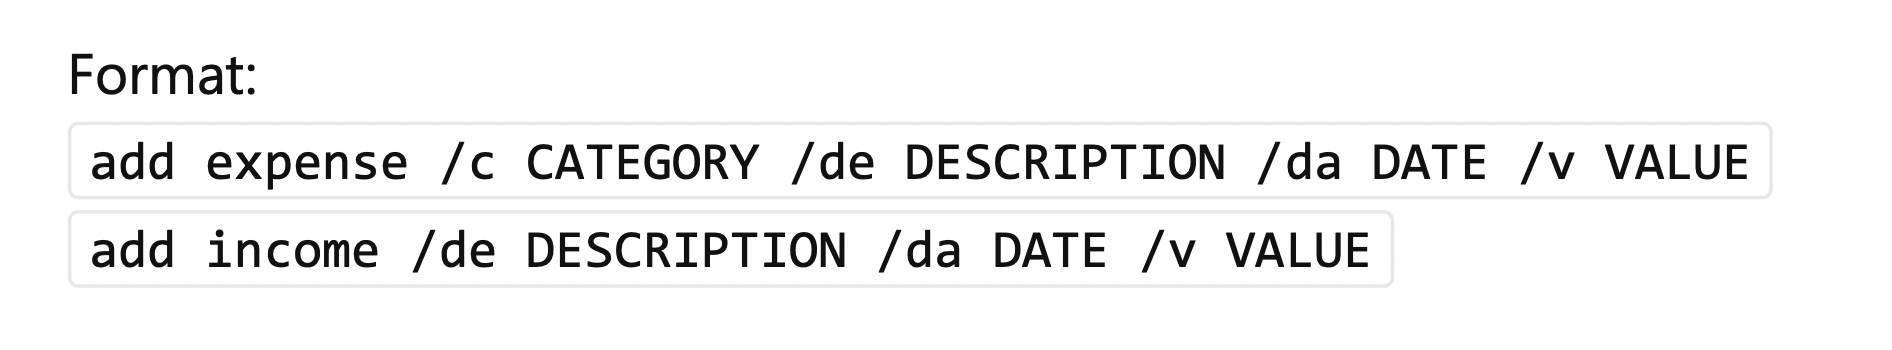 Format:
add expense /c CATEGORY /de DESCRIPTION /da DATE /v VALUE
add income /de DESCRIPTION /da DATE /v VALUE